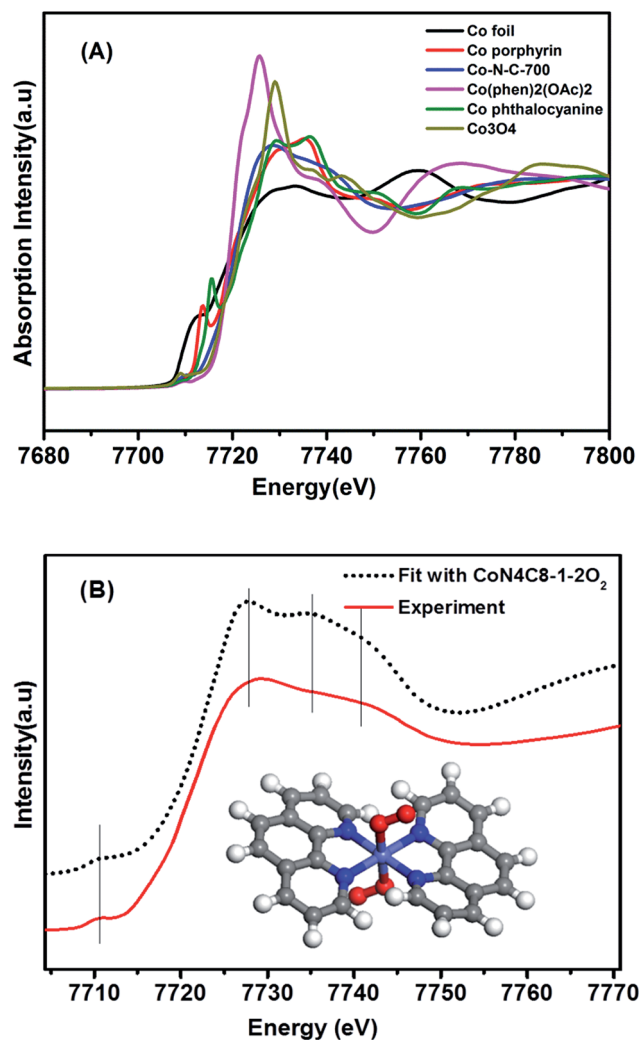 (A)
Co foil
Co porphyrin
Co-N-C-700
Co(phen)2(OAc)2
Co phthalocyanine
Co3O4
Absorption Intensity(a.u)
7680 7700 7720 7740 7760 7780 7800
Energy(eV)
(B)
Fit with CoN4C8-1-2O₂
Experiment
Intensity(a.u)
7710 7720 7730 7740 7750 7760 7770
Energy (eV)